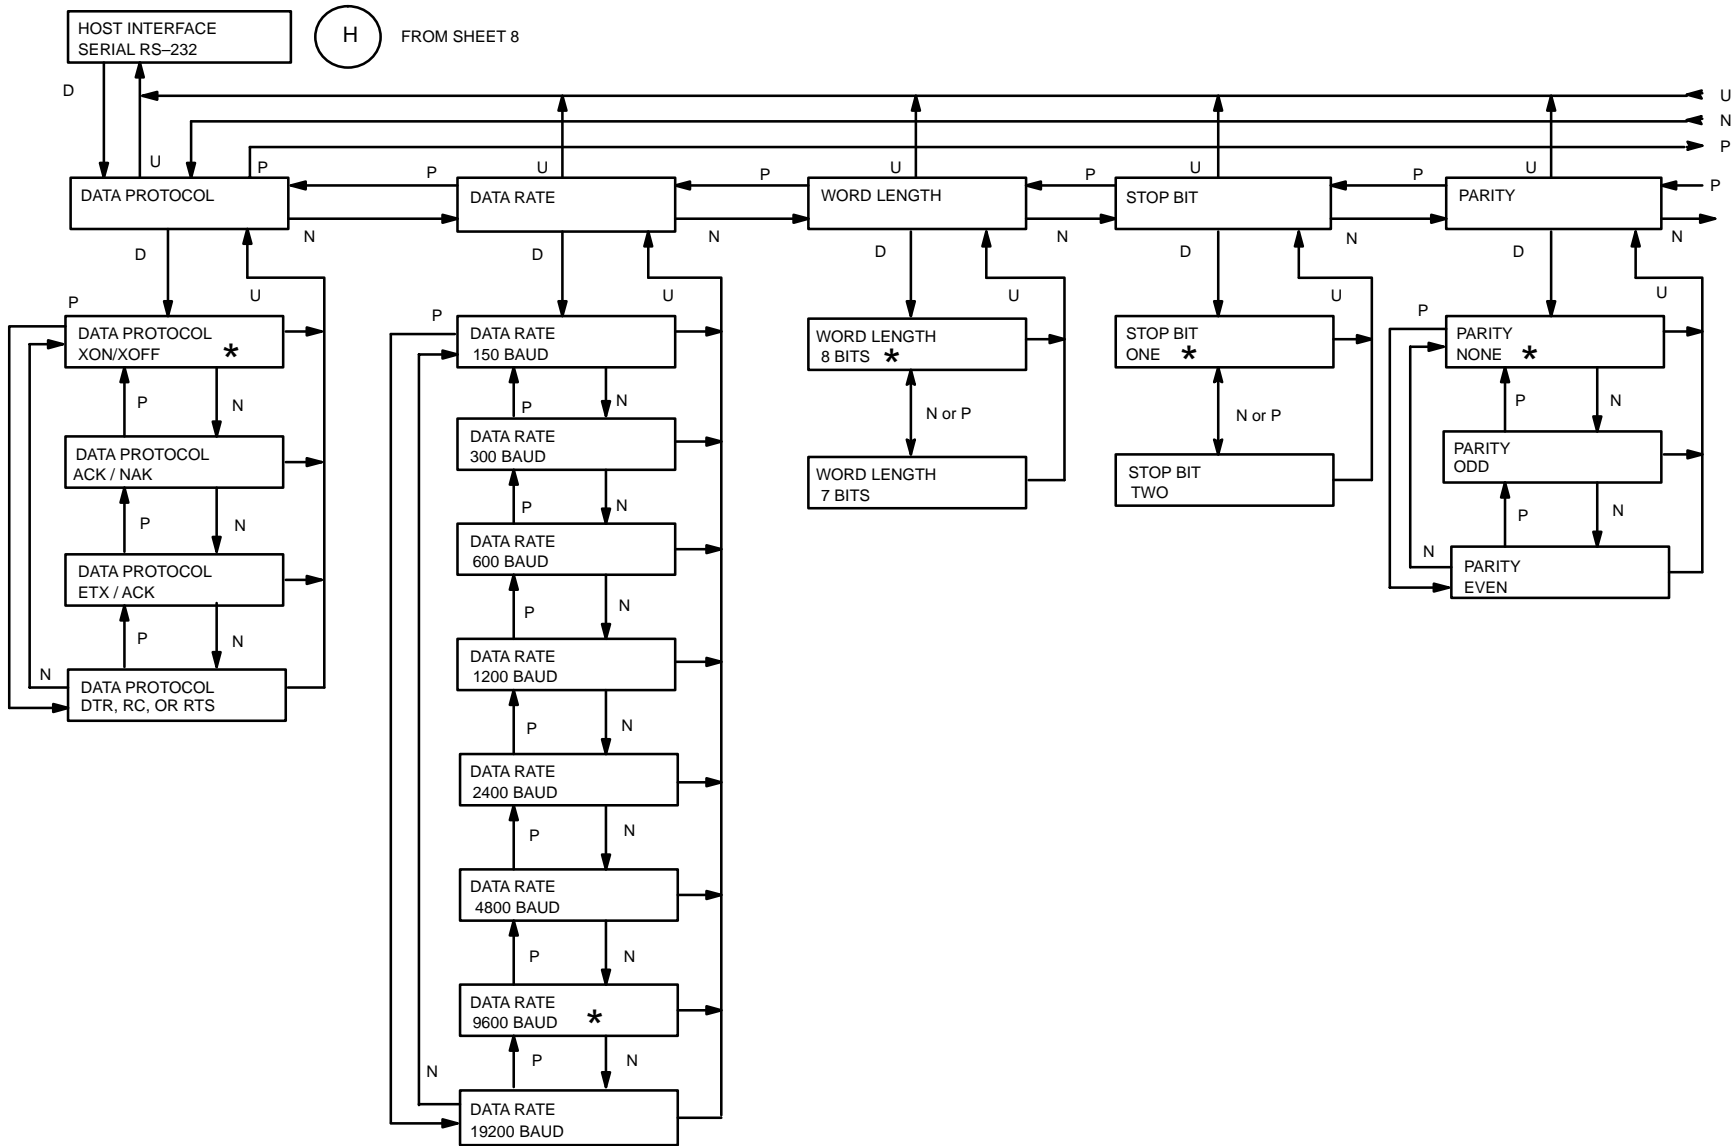 HOST INTERFACE
SERIAL RS–232
H
FROM SHEET 8
D
U
N
P
U
P
P
U
P
U
P
U
P
U
P
DATA PROTOCOL
DATA RATE
WORD LENGTH
STOP BIT
PARITY
N
N
N
N
N
D
D
D
D
D
U
U
U
U
U
P
DATA PROTOCOL
XON/XOFF *
P
N
DATA PROTOCOL
ACK / NAK
P
N
DATA PROTOCOL
ETX / ACK
P
N
N
DATA PROTOCOL
DTR, RC, OR RTS
P
DATA RATE
150 BAUD
P
N
DATA RATE
300 BAUD
P
N
DATA RATE
600 BAUD
P
N
DATA RATE
1200 BAUD
P
N
DATA RATE
2400 BAUD
P
N
DATA RATE
4800 BAUD
P
N
DATA RATE
9600 BAUD *
P
N
N
DATA RATE
19200 BAUD
WORD LENGTH
8 BITS *
N or P
WORD LENGTH
7 BITS
STOP BIT
ONE *
N or P
STOP BIT
TWO
P
PARITY
NONE *
P
N
PARITY
ODD
P
N
N
PARITY
EVEN